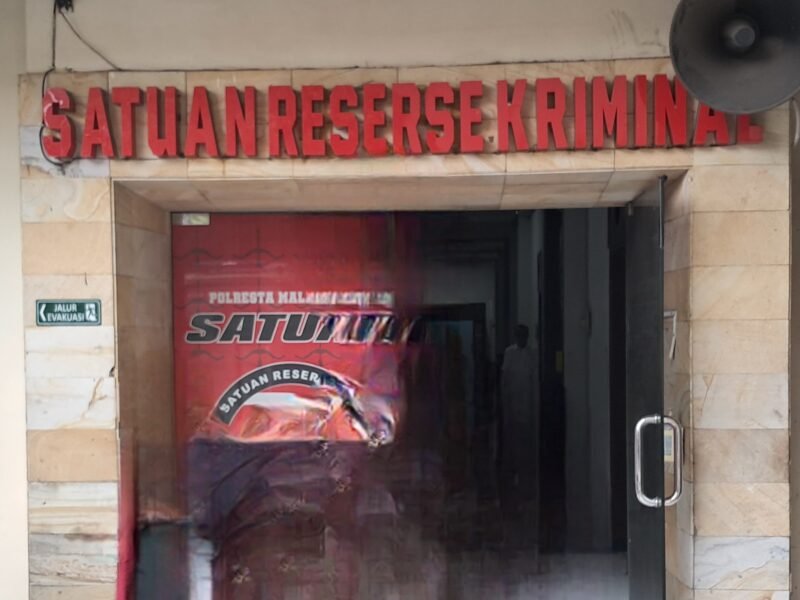 SATUAN RESERSE KRIMINAL
JALUR
EVAKUASI
POLRESTA
SATUAN RESER